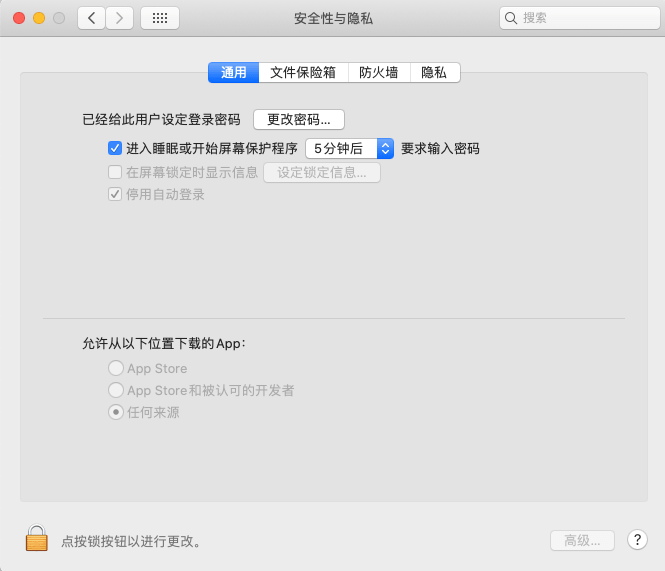 安全性与隐私
搜索
通用 文件保险箱 防火墙 隐私
已经给此用户设定登录密码 更改密码...
进入睡眠或开始屏幕保护程序 5分钟后 要求输入密码
在屏幕锁定时显示信息 设定锁定信息...
停用自动登录
允许从以下位置下载的App：
App Store
App Store和被认可的开发者
任何来源
点按锁按钮以进行更改。 高级... ?